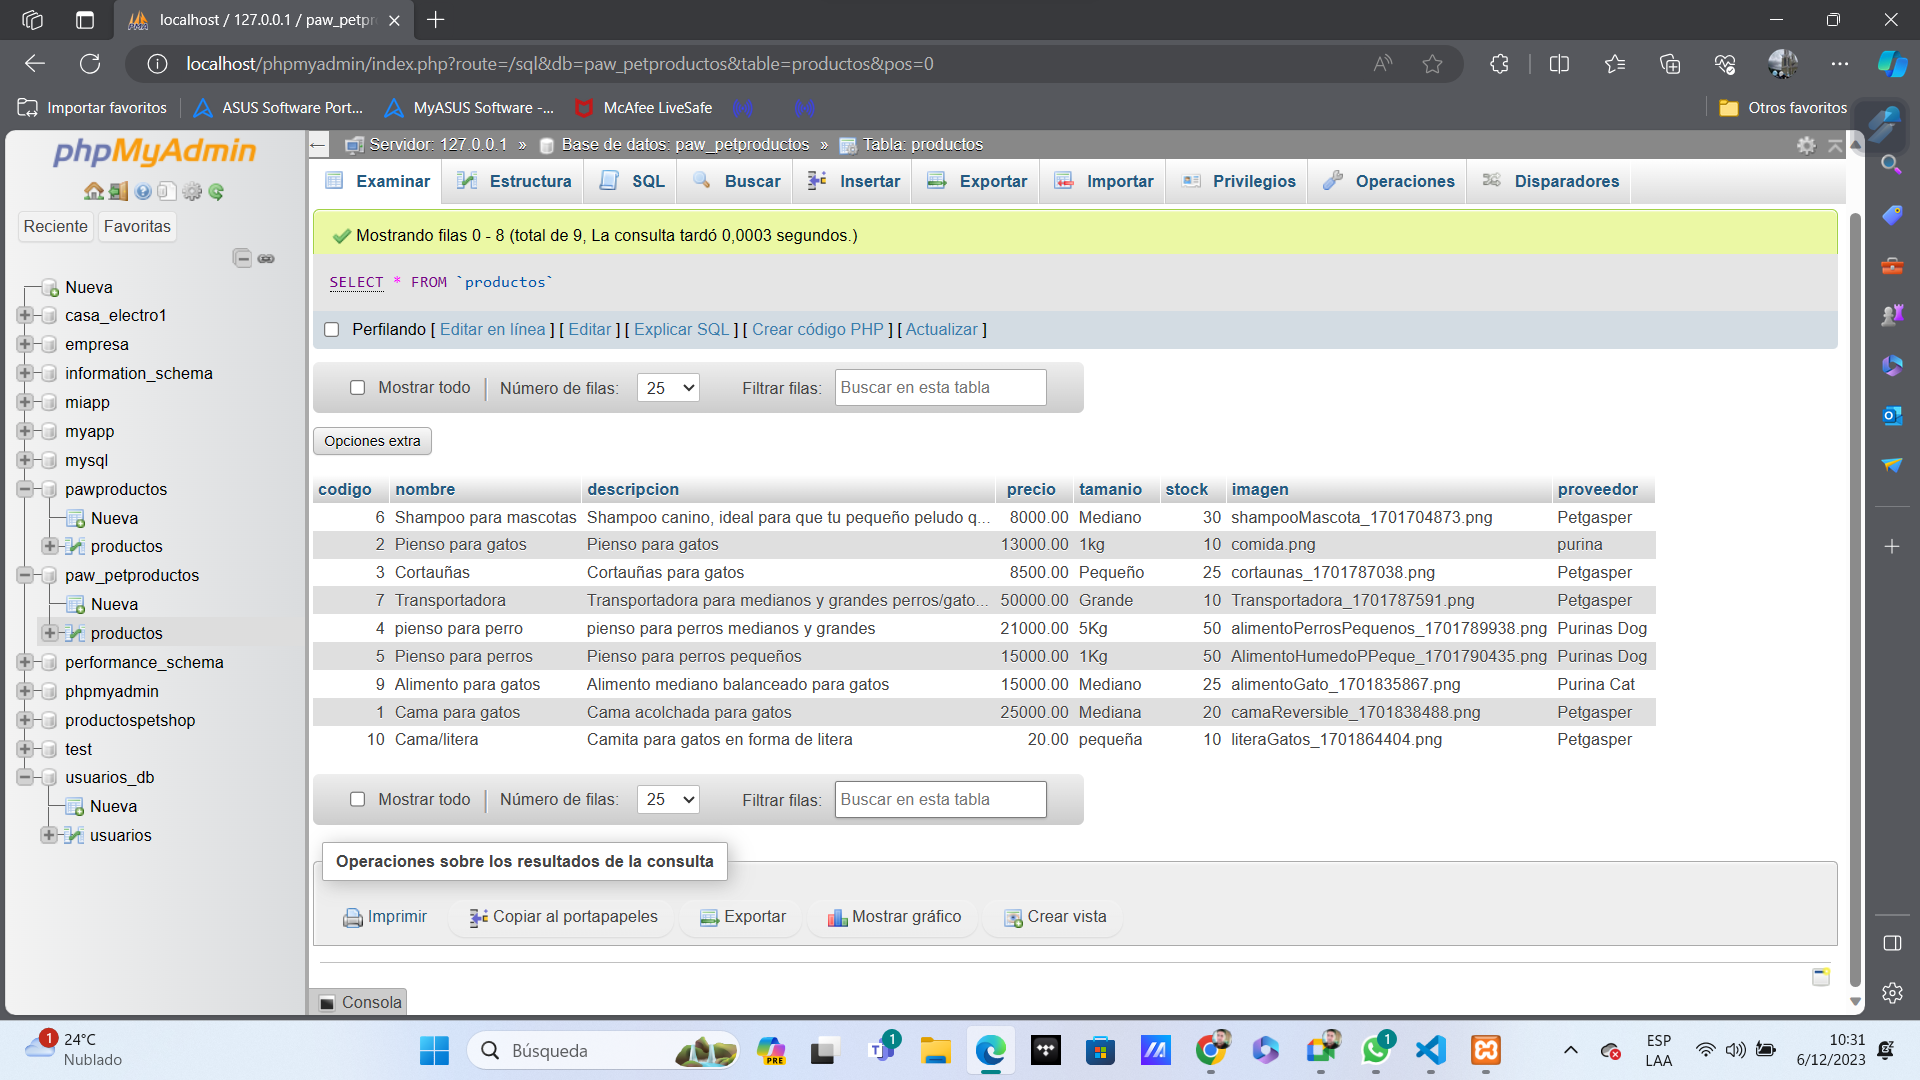 localhost / 127.0.0.1 / paw_petpr
localhost/phpmyadmin/index.php?route=/sql&db=paw_petproductos&table=productos&pos=0
Importar favoritos
ASUS Software Port...
MyASUS Software -...
McAfee LiveSafe
Otros favoritos
phpMyAdmin
Reciente
Favoritas
Nueva
casa_electro1
empresa
information_schema
miapp
myapp
mysql
pawproductos
Nueva
productos
paw_petproductos
Nueva
productos
performance_schema
phpmyadmin
productospetshop
test
usuarios_db
Nueva
usuarios
Servidor: 127.0.0.1 » Base de datos: paw_petproductos » Tabla: productos
Examinar Estructura SQL Buscar Insertar Exportar Importar Privilegios Operaciones Disparadores
Mostrando filas 0 - 8 (total de 9, La consulta tardó 0,0003 segundos.)
SELECT * FROM `productos`
Perfilando [ Editar en línea ] [ Editar ] [ Explicar SQL ] [ Crear código PHP ] [ Actualizar ]
Mostrar todo | Número de filas: 25 Filtrar filas: Buscar en esta tabla
Opciones extra
codigo nombre descripcion precio tamanio stock imagen proveedor
6 Shampoo para mascotas Shampoo canino, ideal para que tu pequeño peludo q... 8000.00 Mediano 30 shampooMascota_1701704873.png Petgasper
2 Pienso para gatos Pienso para gatos 13000.00 1kg 10 comida.png purina
3 Cortauñas Cortauñas para gatos 8500.00 Pequeño 25 cortaunas_1701787038.png Petgasper
7 Transportadora Transportadora para medianos y grandes perros/gato... 50000.00 Grande 10 Transportadora_1701787591.png Petgasper
4 pienso para perro pienso para perros medianos y grandes 21000.00 5Kg 50 alimentoPerrosPequenos_1701789938.png Purinas Dog
5 Pienso para perros Pienso para perros pequeños 15000.00 1Kg 50 AlimentoHumedoPPeque_1701790435.png Purinas Dog
9 Alimento para gatos Alimento mediano balanceado para gatos 15000.00 Mediano 25 alimentoGato_1701835867.png Purina Cat
1 Cama para gatos Cama acolchada para gatos 25000.00 Mediana 20 camaReversible_1701838488.png Petgasper
10 Cama/litera Camita para gatos en forma de litera 20.00 pequeña 10 literaGatos_1701864404.png Petgasper
Mostrar todo | Número de filas: 25 Filtrar filas: Buscar en esta tabla
Operaciones sobre los resultados de la consulta
Imprimir Copiar al portapapeles Exportar Mostrar gráfico Crear vista
Consola
1
24°C
Nublado
Búsqueda
PRE
1
1
ESP
LAA
10:31
6/12/2023